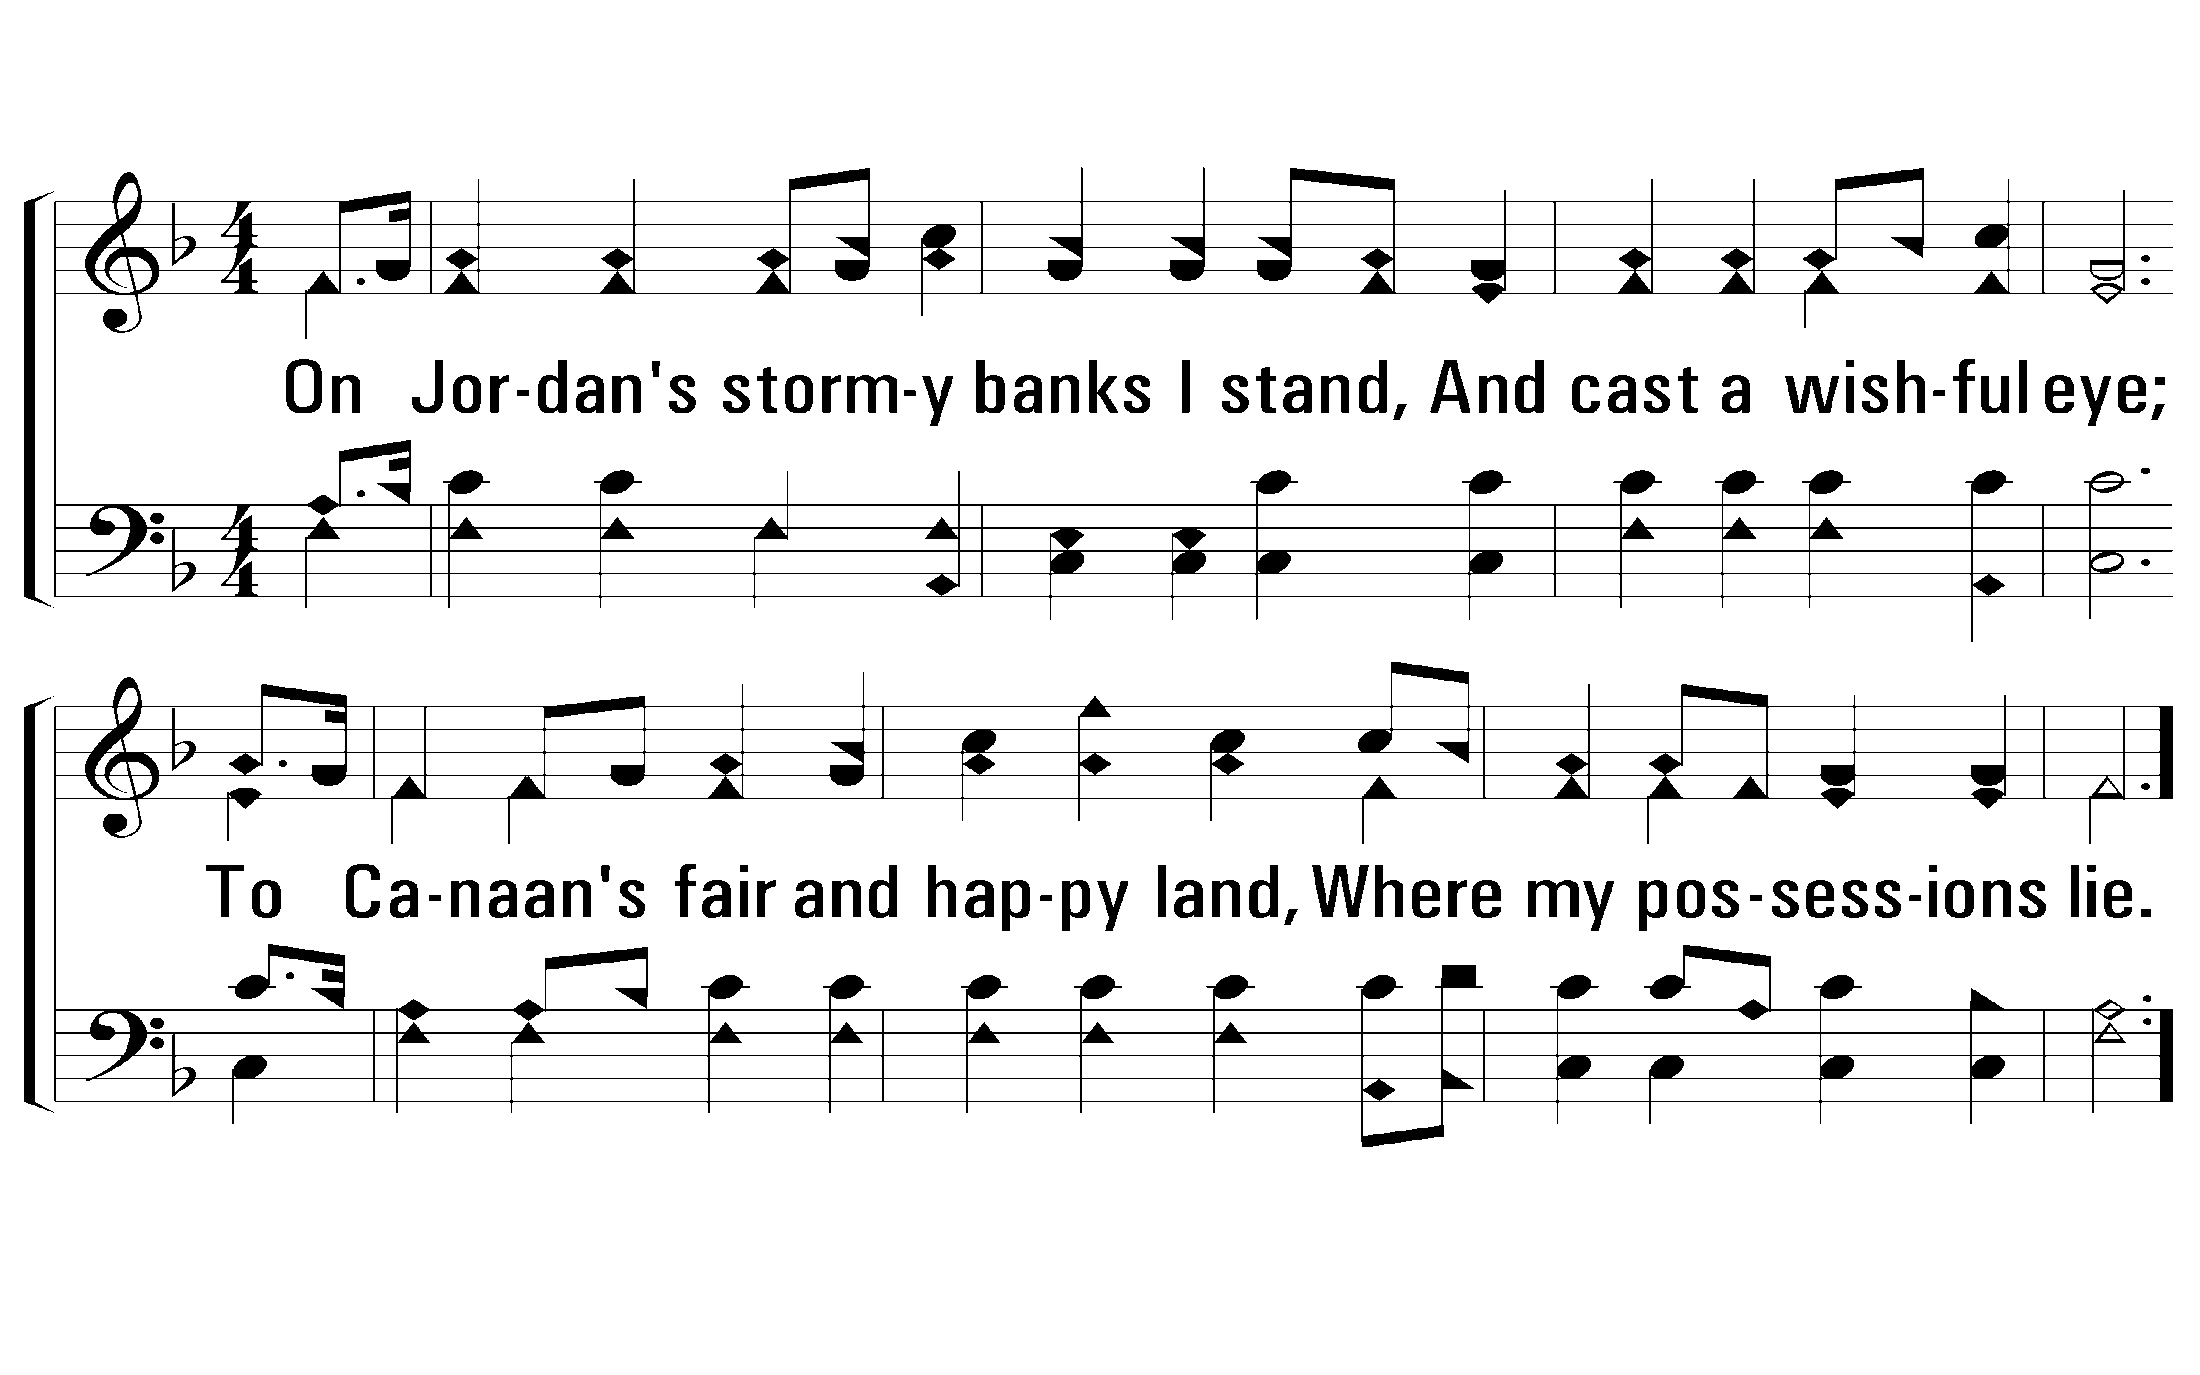 On Jor-dan's storm-y banks I stand, And cast a wish-ful eye;
To Ca-naan's fair and hap-py land, Where my pos-sess-ions lie.